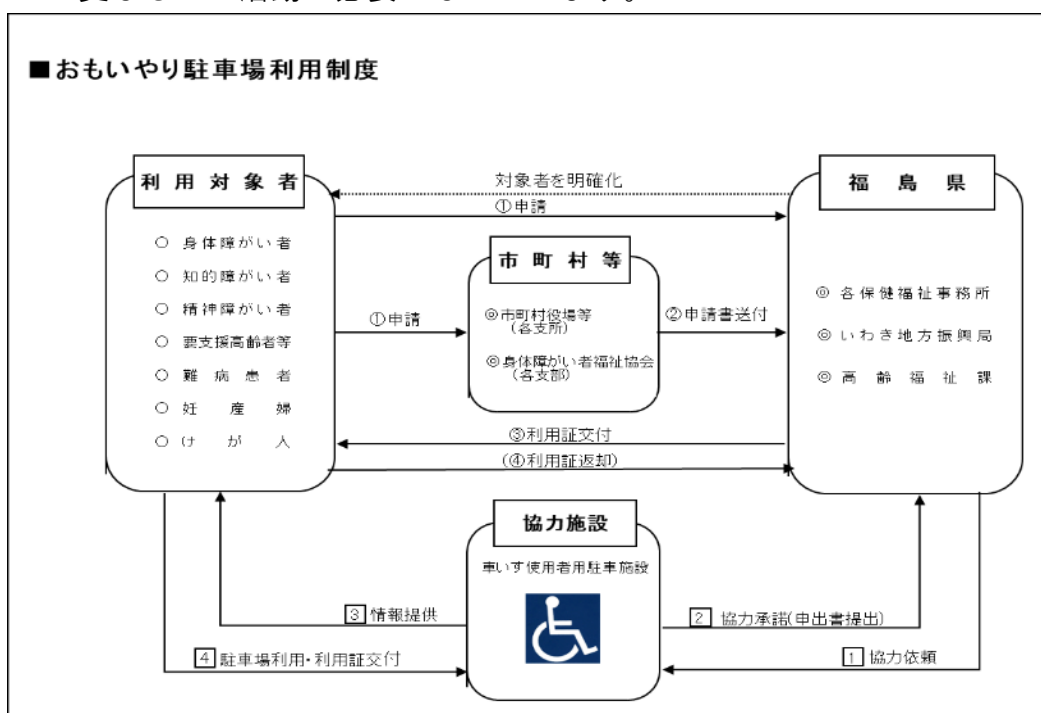 ■おもいやり駐車場利用制度
利用対象者
○ 身体障がい者
○ 知的障がい者
○ 精神障がい者
○ 要支援高齢者等
○ 難病患者
○ 妊産婦
○ けが人
対象者を明確化
①申請
福島県
◎ 各保健福祉事務所
◎ いわき地方振興局
◎ 高齢福祉課
市町村等
◎市町村役場等
(各支所)
◎身体障がい者福祉協会
(各支部)
①申請
②申請書送付
③利用証交付
(④利用証返却)
協力施設
車いす使用者用駐車施設
3 情報提供
2 協力承諾(申出書提出)
4 駐車場利用・利用証交付
1 協力依頼